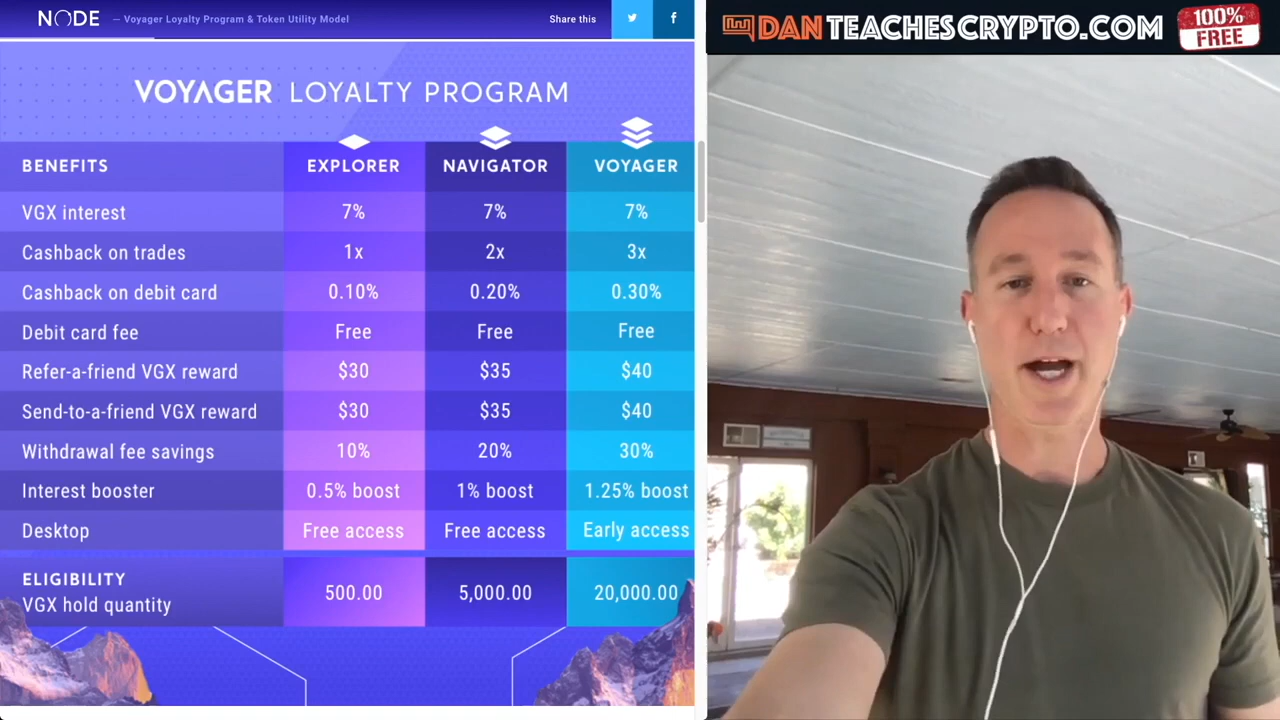 NODE — Voyager Loyalty Program & Token Utility Model Share this
VOYAGER LOYALTY PROGRAM
BENEFITS EXPLORER NAVIGATOR VOYAGER
VGX interest 7% 7% 7%
Cashback on trades 1x 2x 3x
Cashback on debit card 0.10% 0.20% 0.30%
Debit card fee Free Free Free
Refer-a-friend VGX reward $30 $35 $40
Send-to-a-friend VGX reward $30 $35 $40
Withdrawal fee savings 10% 20% 30%
Interest booster 0.5% boost 1% boost 1.25% boost
Desktop Free access Free access Early access
ELIGIBILITY
VGX hold quantity 500.00 5,000.00 20,000.00
DANTEACHESCRYPTO.COM
100%
FREE